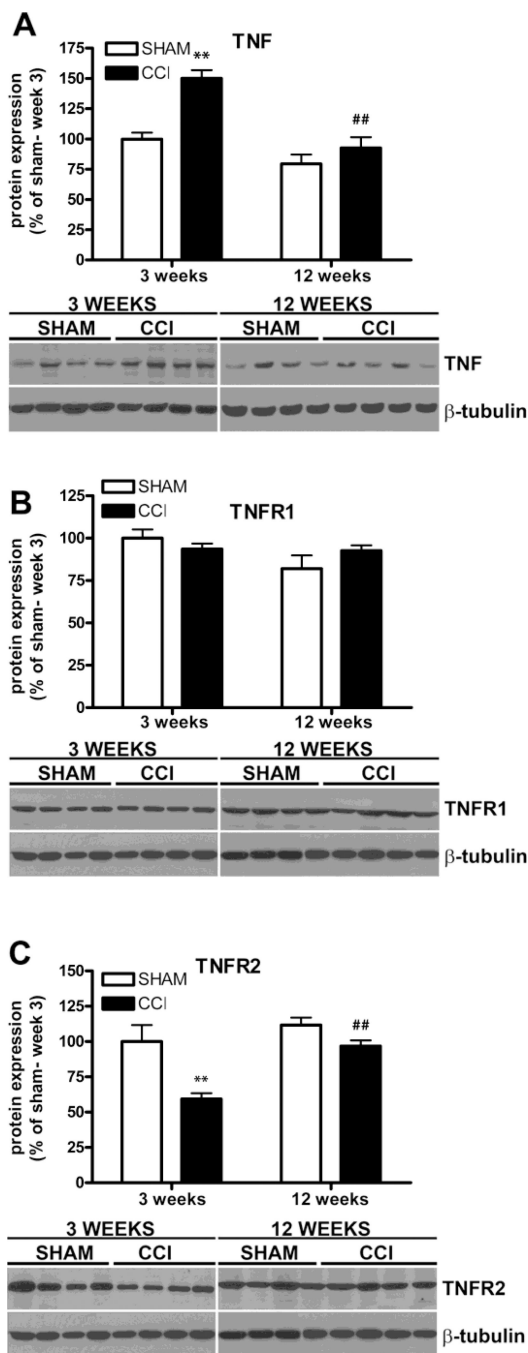 A
TNF
SHAM
CCI
**
##
protein expression
(% of sham- week 3)
175
150
125
100
75
50
25
0
3 weeks
12 weeks
3 WEEKS
12 WEEKS
SHAM
CCI
SHAM
CCI
TNF
β-tubulin
B
TNFR1
SHAM
CCI
protein expression
(% of sham- week 3)
125
100
75
50
25
0
3 weeks
12 weeks
3 WEEKS
12 WEEKS
SHAM
CCI
SHAM
CCI
TNFR1
β-tubulin
C
TNFR2
SHAM
CCI
**
##
protein expression
(% of sham- week 3)
150
125
100
75
50
25
0
3 weeks
12 weeks
3 WEEKS
12 WEEKS
SHAM
CCI
SHAM
CCI
TNFR2
β-tubulin